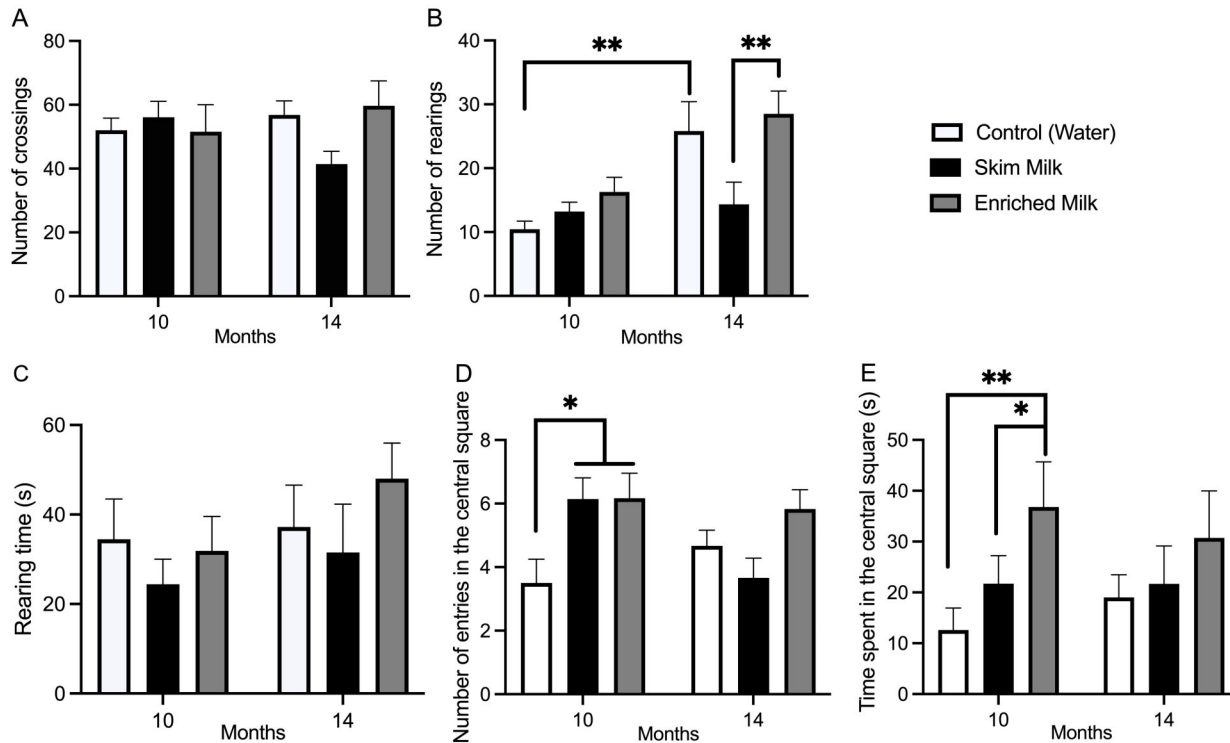 A
Number of crossings
80
60
40
20
0
10
14
Months
B
Number of rearings
40
30
20
10
0
**
**
10
14
Months
Control (Water)
Skim Milk
Enriched Milk
C
Rearing time (s)
60
40
20
0
10
14
Months
D
Number of entries in the central square
8
6
4
2
0
*
10
14
Months
E
Time spent in the central square (s)
50
40
30
20
10
0
**
*
10
14
Months